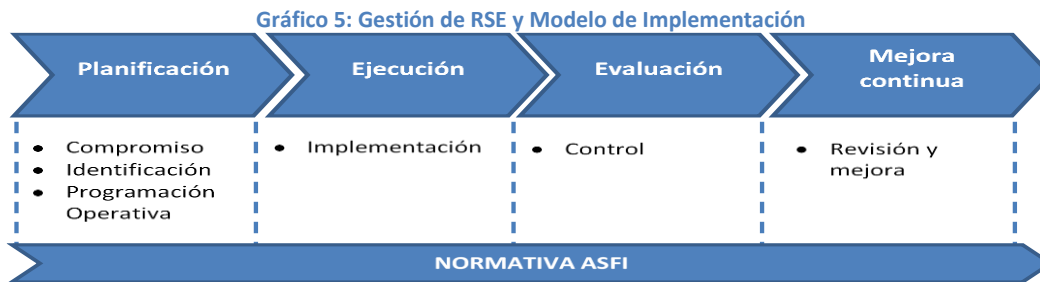 Gráfico 5: Gestión de RSE y Modelo de Implementación
Planificación
Ejecución
Evaluación
Mejora
continua
• Compromiso
• Identificación
• Programación
Operativa
• Implementación
• Control
• Revisión y
mejora
NORMATIVA ASFI